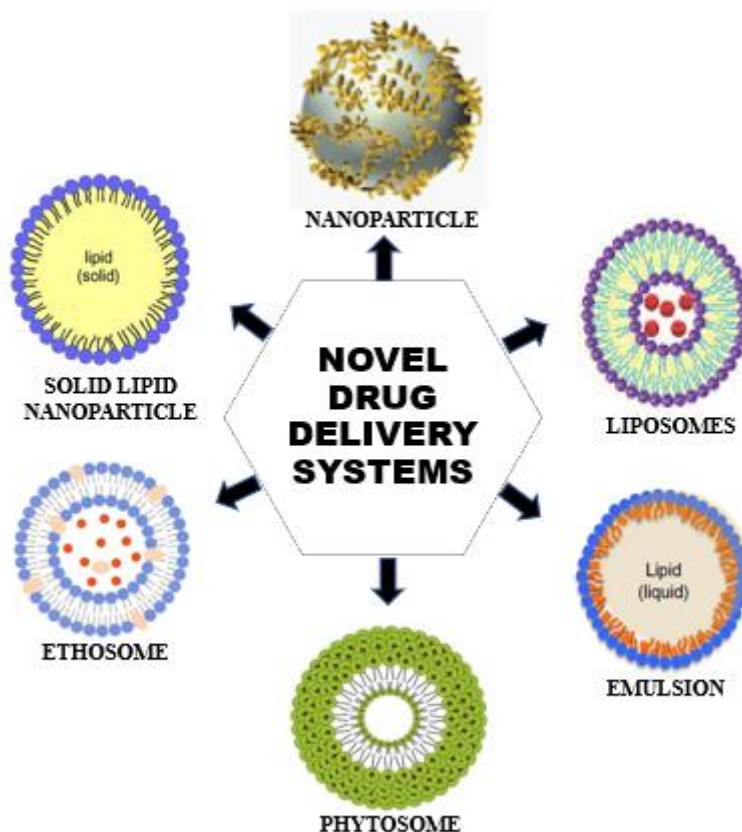 NANOPARTICLE
lipid
(solid)
SOLID LIPID
NANOPARTICLE
NOVEL
DRUG
DELIVERY
SYSTEMS
LIPOSOMES
ETHOSOME
Lipid
(liquid)
EMULSION
PHYTOSOME